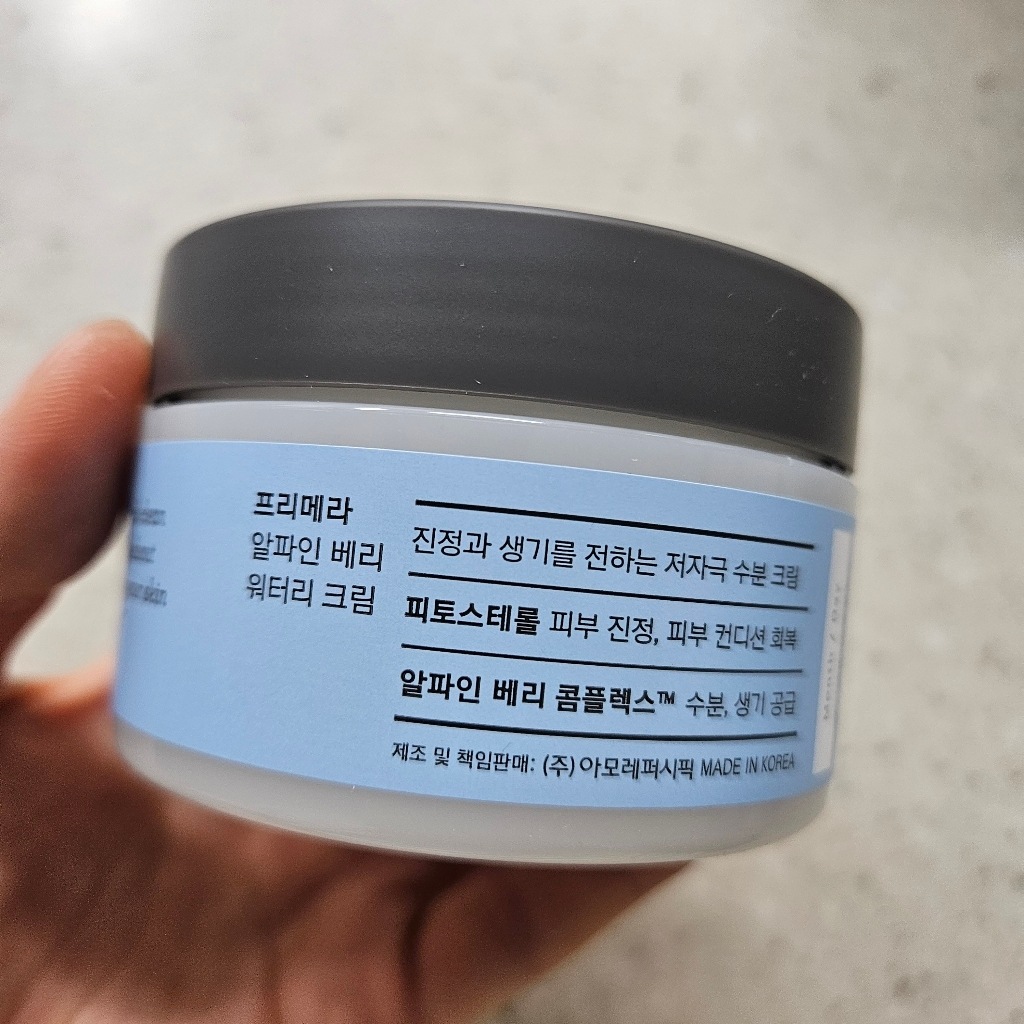 프리메라
알파인 베리
워터리 크림
진정과 생기를 전하는 저자극 수분 크림
피토스테롤 피부 진정, 피부 컨디션 회복
알파인 베리 콤플렉스™ 수분, 생기 공급
제조 및 책임판매: (주)아모레퍼시픽 MADE IN KOREA
skin
Month / Day